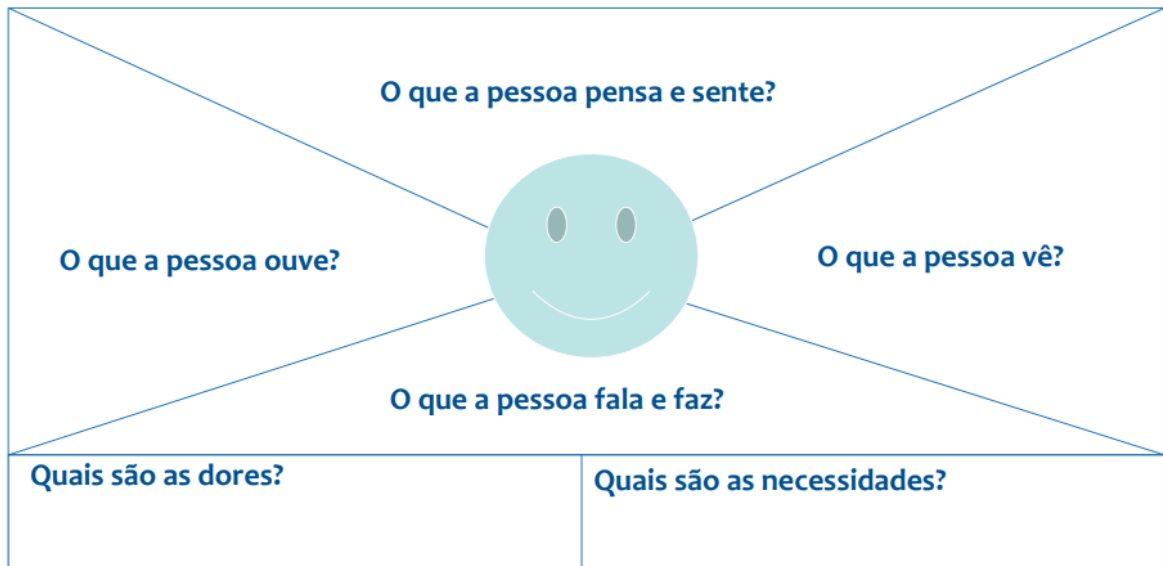 O que a pessoa pensa e sente?
O que a pessoa ouve?
O que a pessoa vê?
O que a pessoa fala e faz?
Quais são as dores?
Quais são as necessidades?